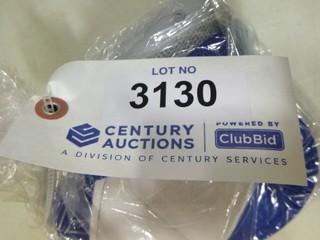 LOT NO
3130
CENTURY AUCTIONS
POWERED BY
ClubBid
A DIVISION OF CENTURY SERVICES